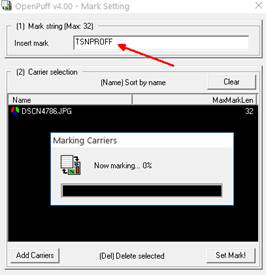 OpenPuff v4.00 - Mark Setting
(1) Mark string (Max: 32)
Insert mark TSNPROFF
(2) Carrier selection
(Name) Sort by name Clear
Name MaxMarkLen
DSCN4786.JPG 32
Marking Carriers
Now marking... 0%
Add Carriers (Del) Delete selected Set Mark!